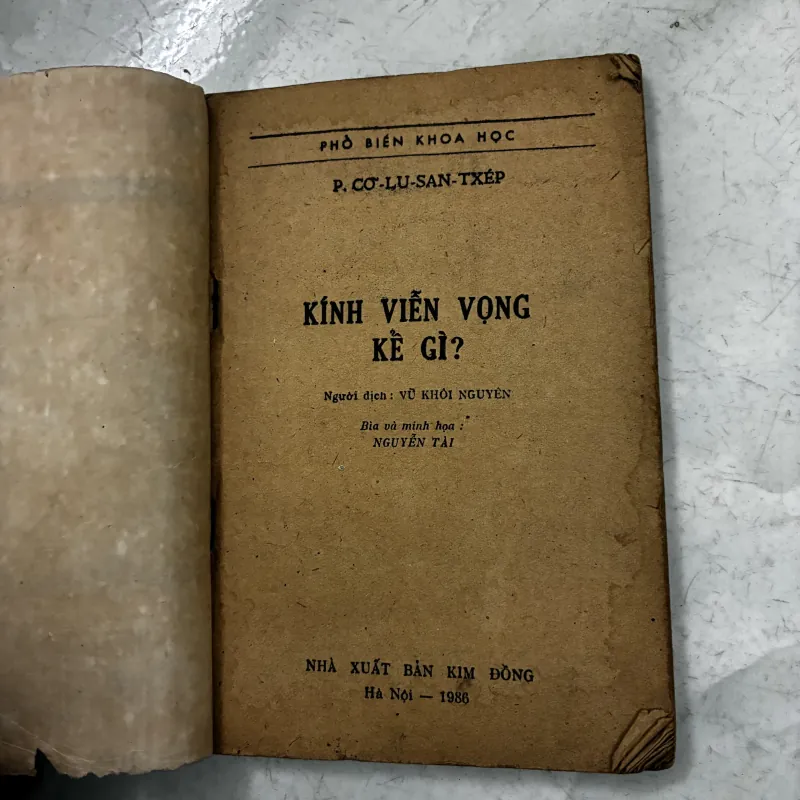 PHỔ BIẾN KHOA HỌC
P. CƠ-LU-SAN-TXÉP
KÍNH VIỄN VỌNG
KỂ GÌ?
Người dịch : VŨ KHÔI NGUYÊN
Bìa và minh họa :
NGUYỄN TÀI
NHÀ XUẤT BẢN KIM ĐỒNG
Hà Nội — 1986